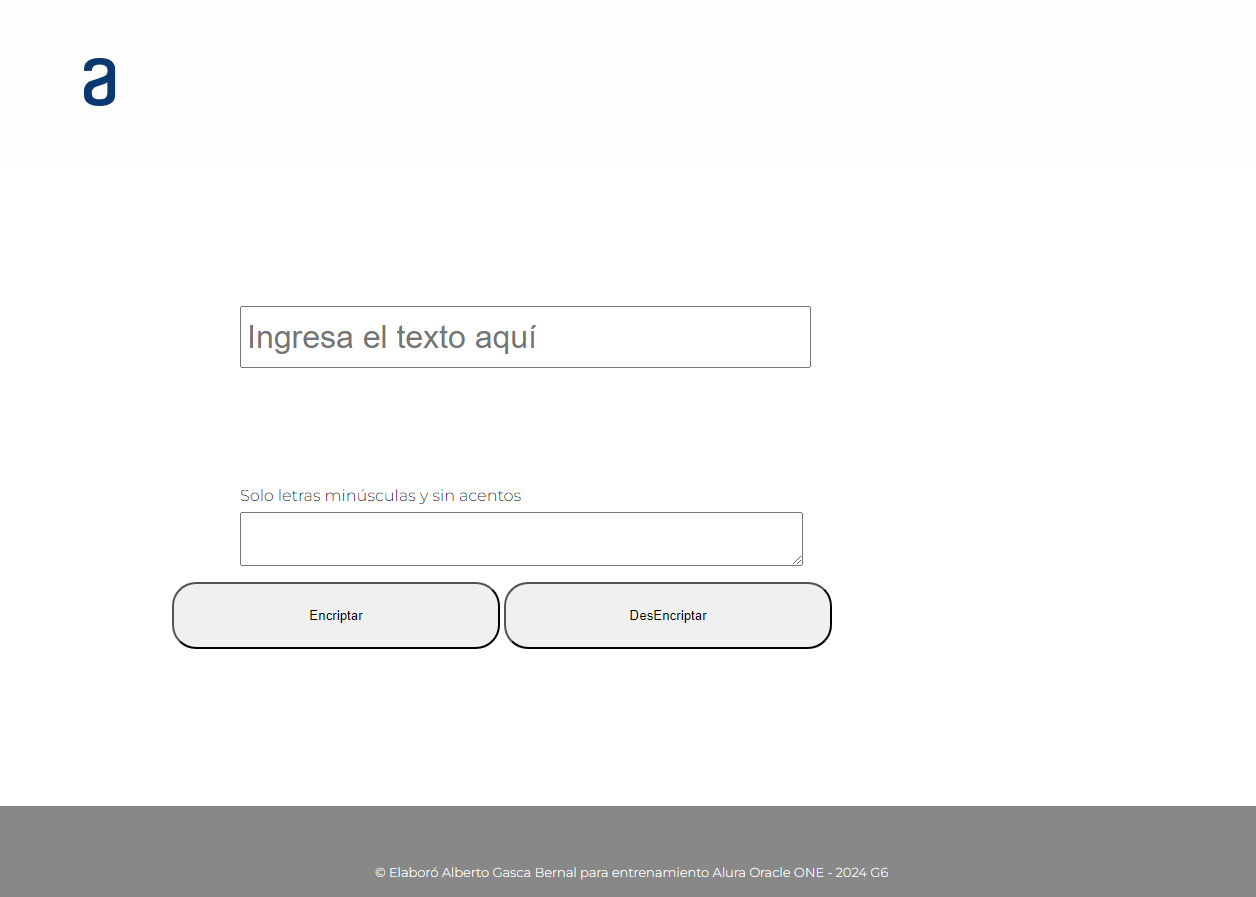 a
Ingresa el texto aquí
Solo letras minúsculas y sin acentos
Encriptar
DesEncriptar
© Elaboró Alberto Gasca Bernal para entrenamiento Alura Oracle ONE - 2024 G6